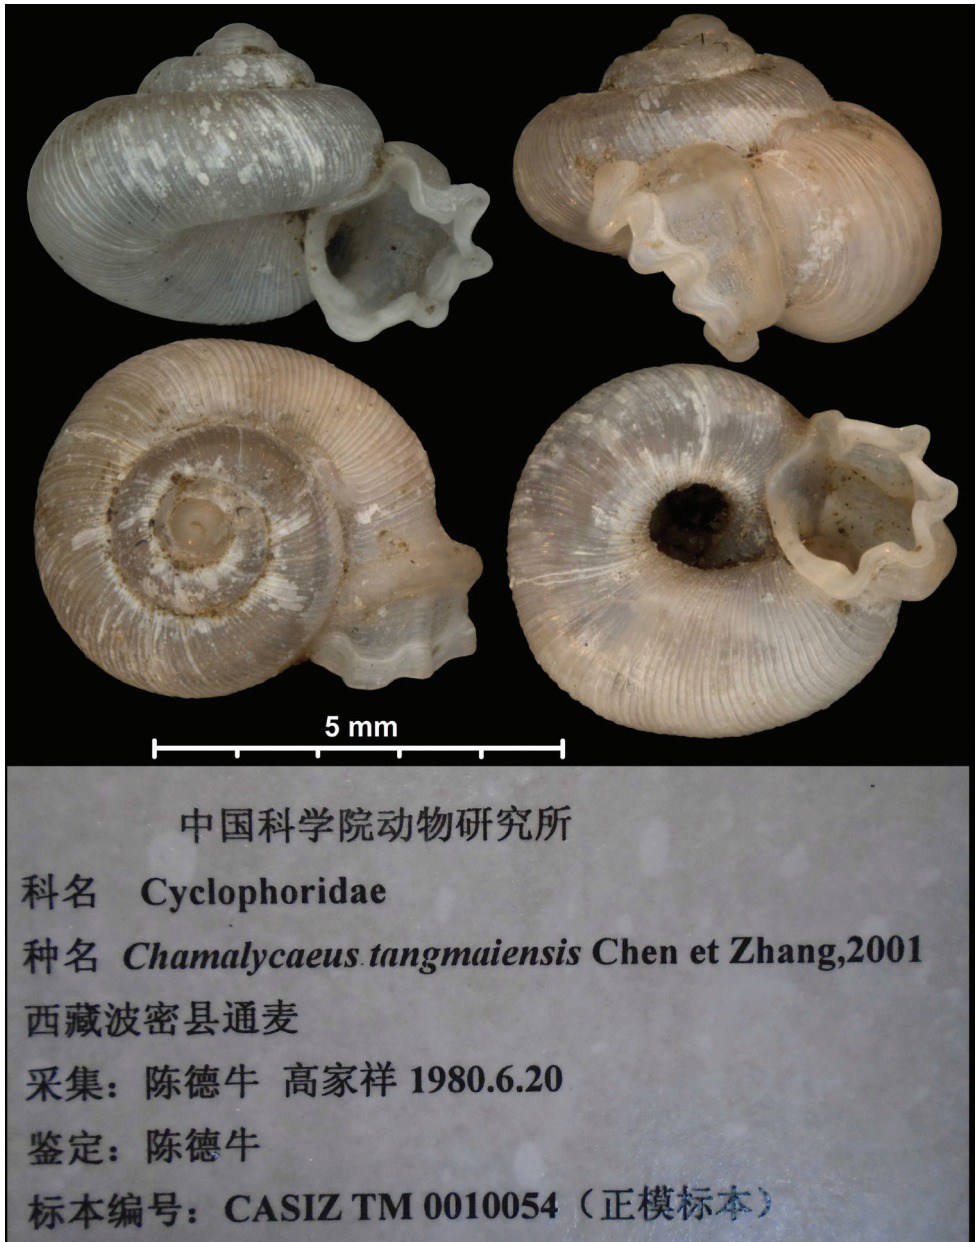 5 mm
中国科学院动物研究所
科名 Cyclophoridae
种名 Chamalycaeus tangmaiensis Chen et Zhang,2001
西藏波密县通麦
采集：陈德牛 高家祥 1980.6.20
鉴定：陈德牛
标本编号：CASIZ TM 0010054（正模标本）